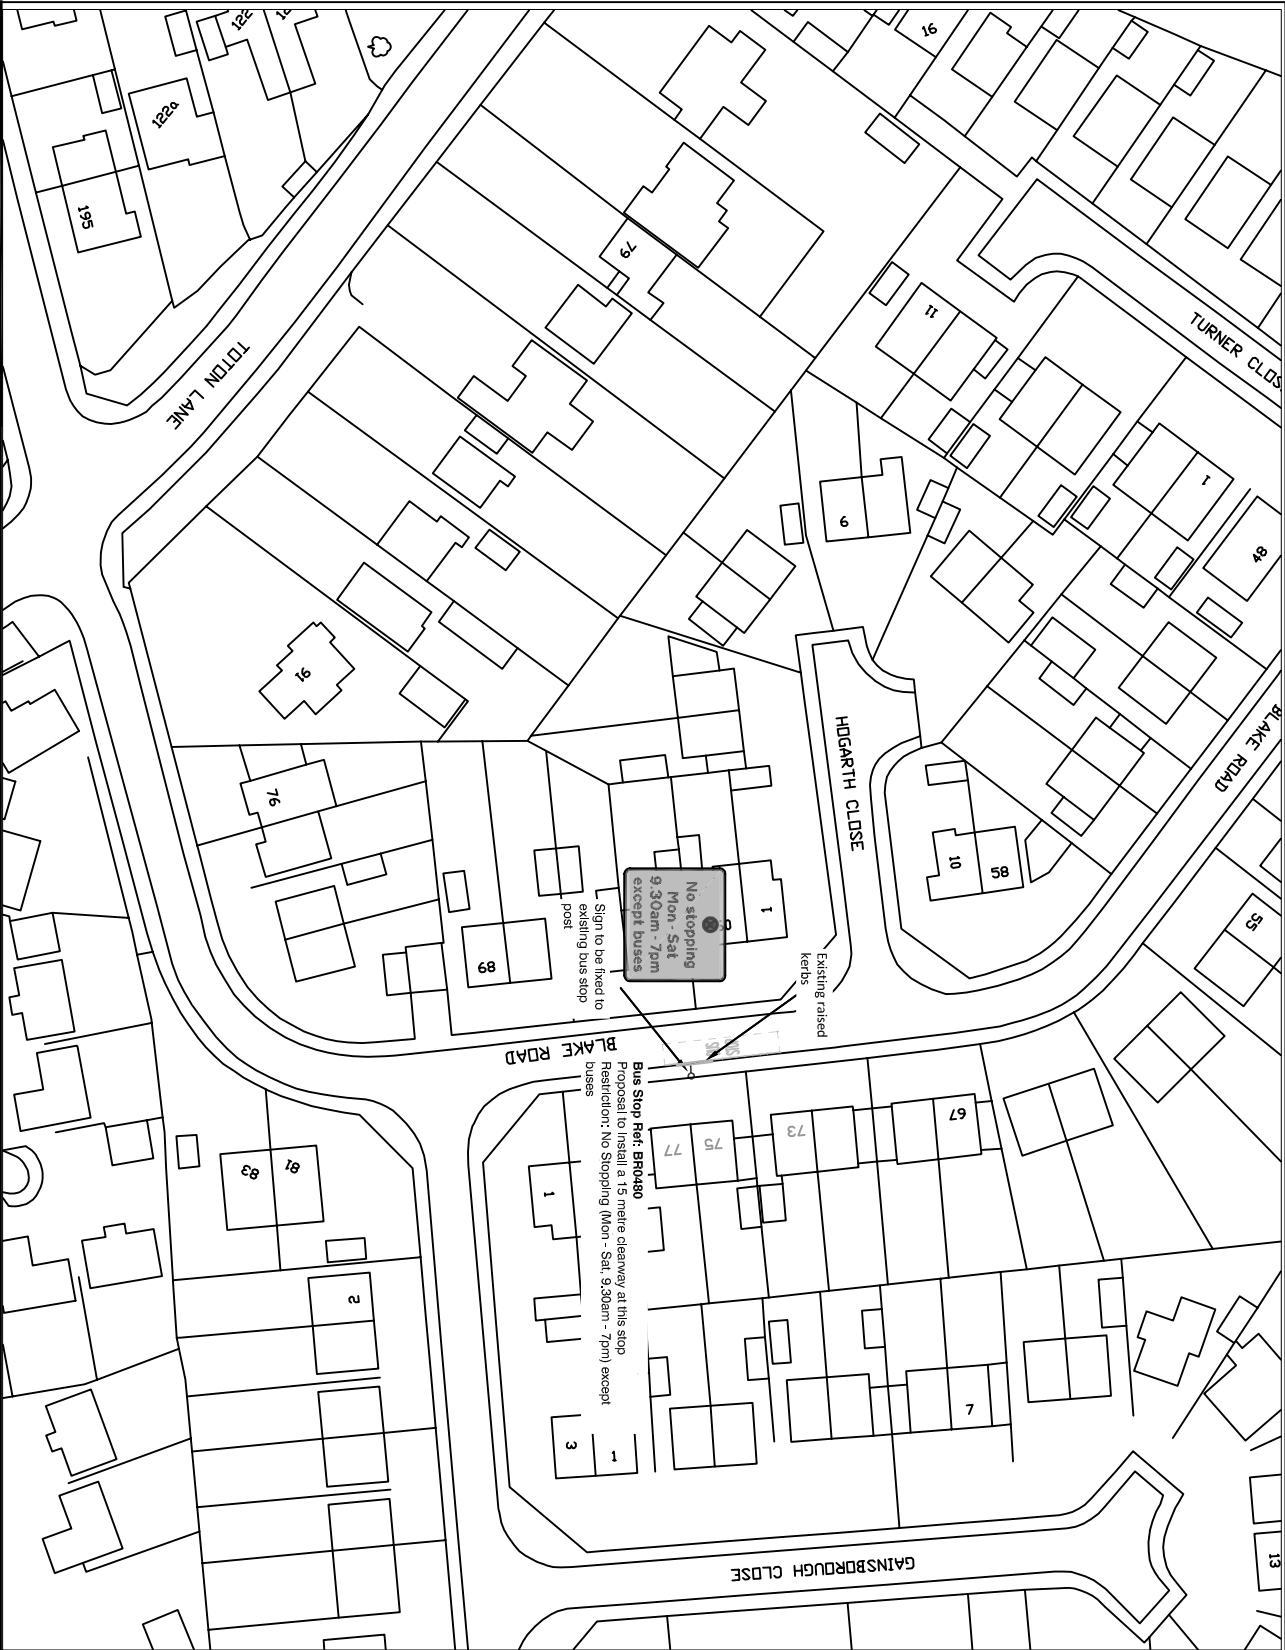 TOTON LANE
TURNER CLOS
HOGARTH CLOSE
BLAKE ROAD
BLAKE ROAD
GAINSBOROUGH CLOSE
No stopping
Mon - Sat
9.30am - 7pm
except buses
Sign to be fixed to
existing bus stop
post
Existing raised
kerbs
Bus Stop Ref: BR0480
Proposal to install a 15 metre clearway at this stop
Restriction: No Stopping (Mon - Sat, 9.30am - 7pm) except
buses
16
122a
195
79
11
6
1
48
16
76
68
1
10
58
55
67
73
75
77
83
81
1
2
3
1
7
13